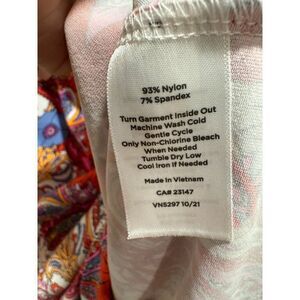 93% Nylon
7% Spandex
Turn Garment Inside Out
Machine Wash Cold
Gentle Cycle
Only Non-Chlorine Bleach
When Needed
Tumble Dry Low
Cool Iron If Needed
Made in Vietnam
CA# 23147
VN5297 10/21